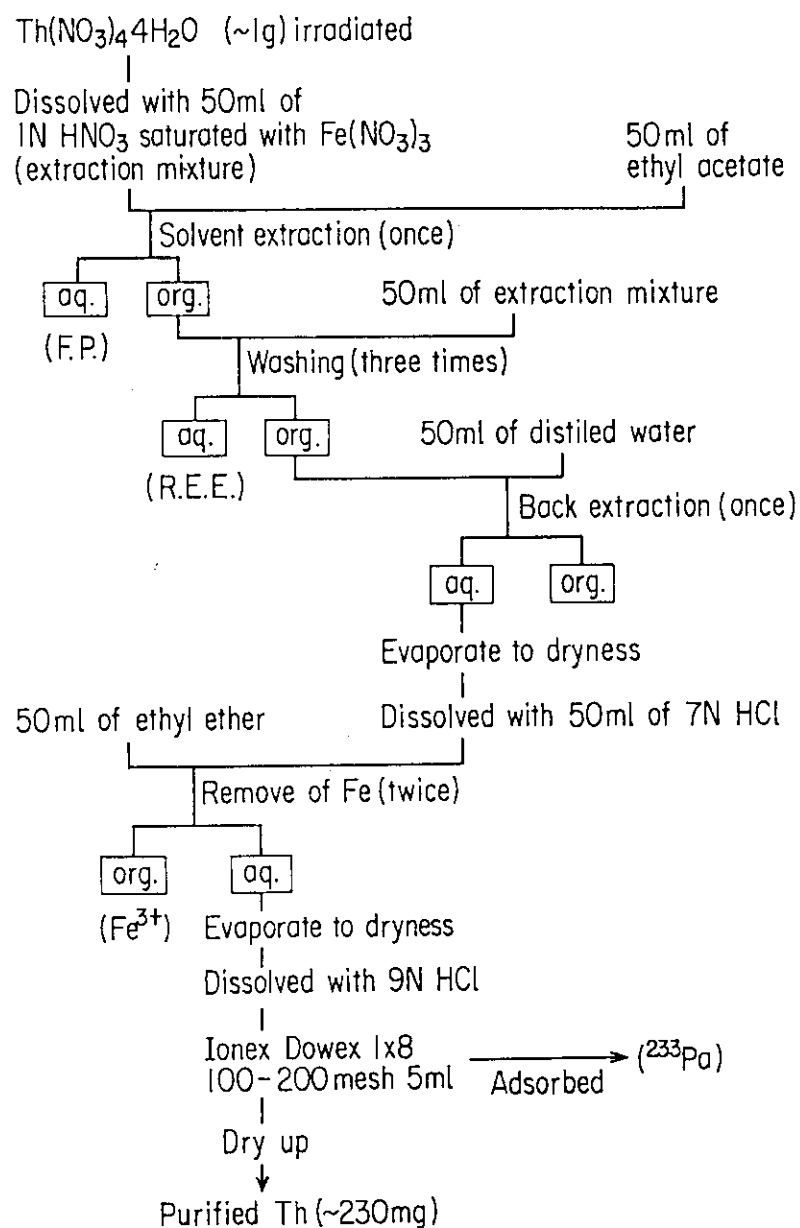 Th(NO₃)₄4H₂O (~1g) irradiated
Dissolved with 50ml of
1N HNO₃ saturated with Fe(NO₃)₃
(extraction mixture)
50ml of
ethyl acetate
Solvent extraction (once)
aq.
org.
(F.P.)
50ml of extraction mixture
Washing (three times)
aq.
org.
(R.E.E.)
50ml of distiled water
Back extraction (once)
aq.
org.
Evaporate to dryness
50ml of ethyl ether
Dissolved with 50ml of 7N HCl
Remove of Fe (twice)
org.
aq.
(Fe³⁺)
Evaporate to dryness
Dissolved with 9N HCl
Ionex Dowex 1x8
100-200mesh 5ml
Adsorbed
(²³³Pa)
Dry up
Purified Th (~230mg)